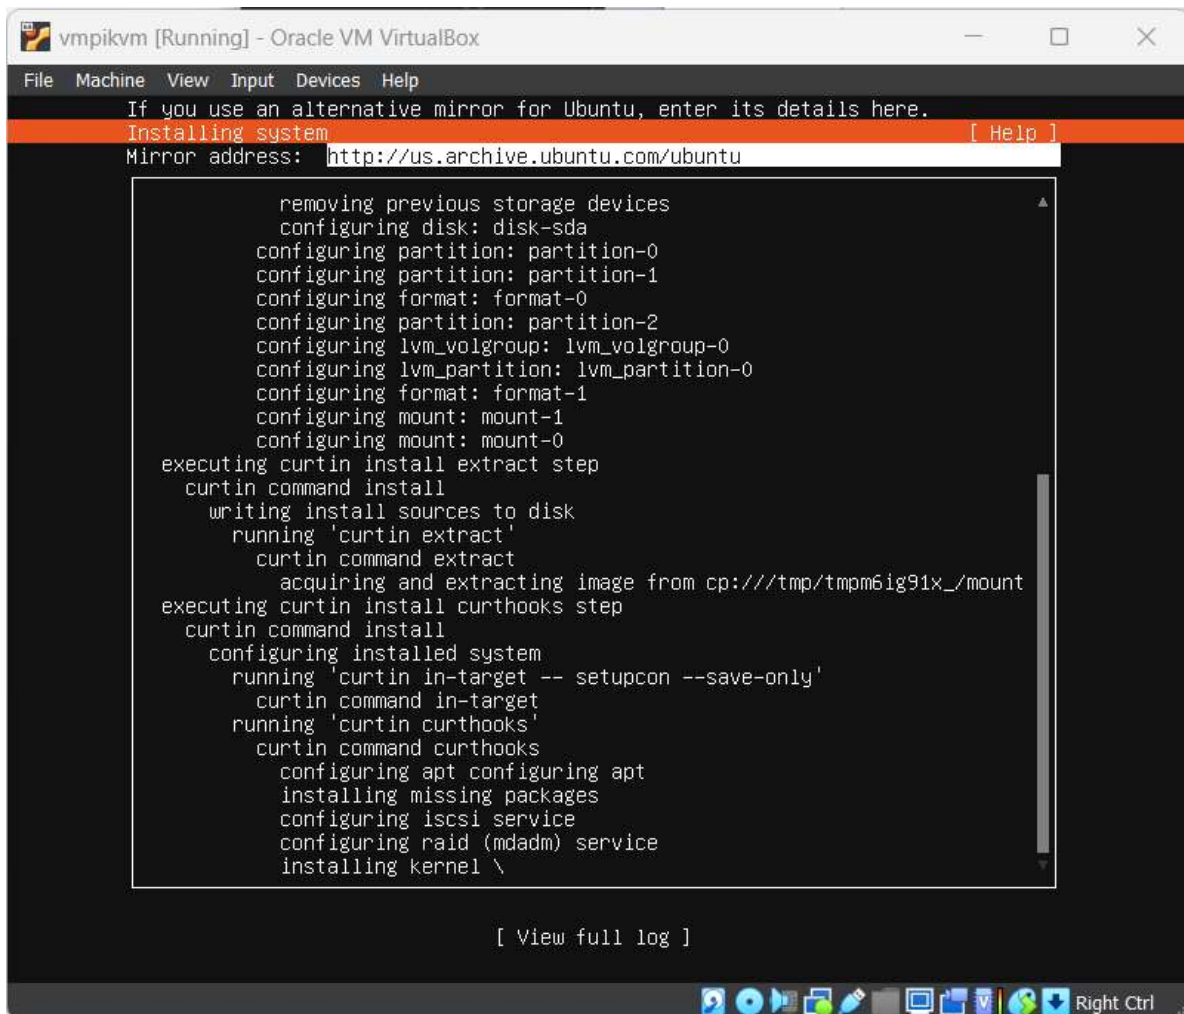 vmpikvm [Running] - Oracle VM VirtualBox
File Machine View Input Devices Help
If you use an alternative mirror for Ubuntu, enter its details here.
Installing system [ Help ]
Mirror address: http://us.archive.ubuntu.com/ubuntu
removing previous storage devices
configuring disk: disk-sda
configuring partition: partition-0
configuring partition: partition-1
configuring format: format-0
configuring partition: partition-2
configuring lvm_volgroup: lvm_volgroup-0
configuring lvm_partition: lvm_partition-0
configuring format: format-1
configuring mount: mount-1
configuring mount: mount-0
executing curtin install extract step
curtin command install
writing install sources to disk
running 'curtin extract'
curtin command extract
acquiring and extracting image from cp:///tmp/tmpm6ig91x_/mount
executing curtin install curthooks step
curtin command install
configuring installed system
running 'curtin in-target -- setupcon --save-only'
curtin command in-target
running 'curtin curthooks'
curtin command curthooks
configuring apt configuring apt
installing missing packages
configuring iscsi service
configuring raid (mdadm) service
installing kernel \
[ View full log ]
Right Ctrl